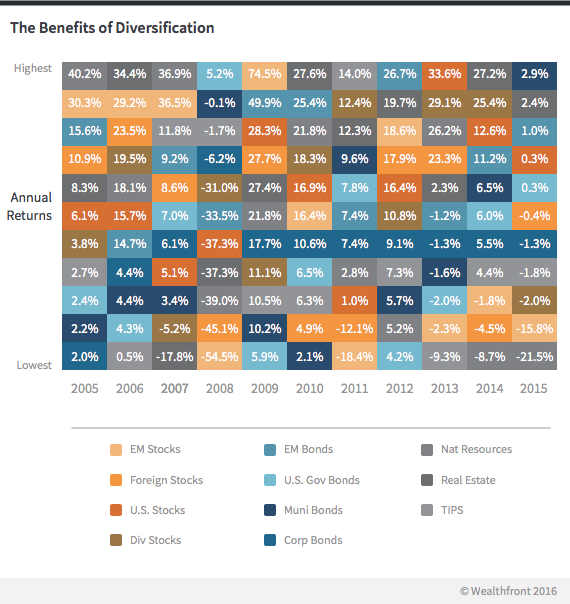 The Benefits of Diversification
Highest 40.2% 34.4% 36.9% 5.2% 74.5% 27.6% 14.0% 26.7% 33.6% 27.2% 2.9%
30.3% 29.2% 36.5% -0.1% 49.9% 25.4% 12.4% 19.7% 29.1% 25.4% 2.4%
15.6% 23.5% 11.8% -1.7% 28.3% 21.8% 12.3% 18.6% 26.2% 12.6% 1.0%
10.9% 19.5% 9.2% -6.2% 27.7% 18.3% 9.6% 17.9% 23.3% 11.2% 0.3%
Annual 8.3% 18.1% 8.6% -31.0% 27.4% 16.9% 7.8% 16.4% 2.3% 6.5% 0.3%
Returns 6.1% 15.7% 7.0% -33.5% 21.8% 16.4% 7.4% 10.8% -1.2% 6.0% -0.4%
3.8% 14.7% 6.1% -37.3% 17.7% 10.6% 7.4% 9.1% -1.3% 5.5% -1.3%
2.7% 4.4% 5.1% -37.3% 11.1% 6.5% 2.8% 7.3% -1.6% 4.4% -1.8%
2.4% 4.4% 3.4% -39.0% 10.5% 6.3% 1.0% 5.7% -2.0% -1.8% -2.0%
2.2% 4.3% -5.2% -45.1% 10.2% 4.9% -12.1% 5.2% -2.3% -4.5% -15.8%
Lowest 2.0% 0.5% -17.8% -54.5% 5.9% 2.1% -18.4% 4.2% -9.3% -8.7% -21.5%
2005 2006 2007 2008 2009 2010 2011 2012 2013 2014 2015
EM Stocks EM Bonds Nat Resources
Foreign Stocks U.S. Gov Bonds Real Estate
U.S. Stocks Muni Bonds TIPS
Div Stocks Corp Bonds
© Wealthfront 2016